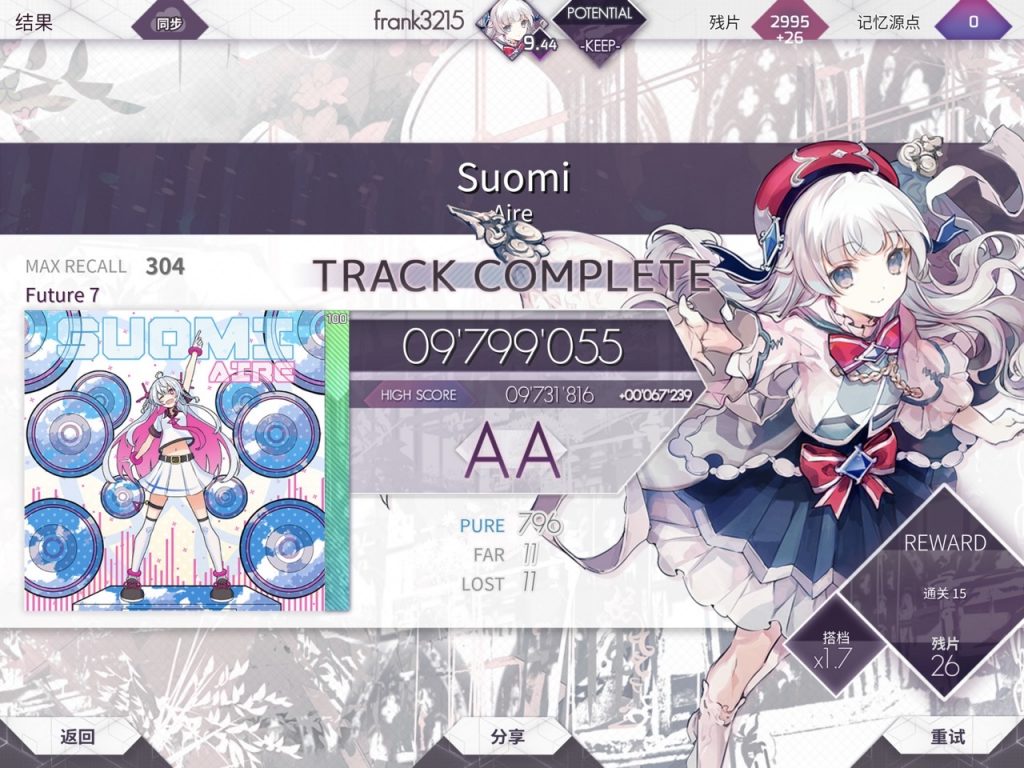 结果
同步
frank3215
9.44
POTENTIAL
-KEEP-
残片
2995
+26
记忆源点
0
Suomi
Aire
MAX RECALL 304
Future 7
TRACK COMPLETE
SUOMI
AIRE
100
09'799'055
HIGH SCORE 09'731'816 +00'067'239
AA
PURE 796
FAR 11
LOST 11
REWARD
通关 15
搭档
x1.7
残片
26
返回
分享
重试